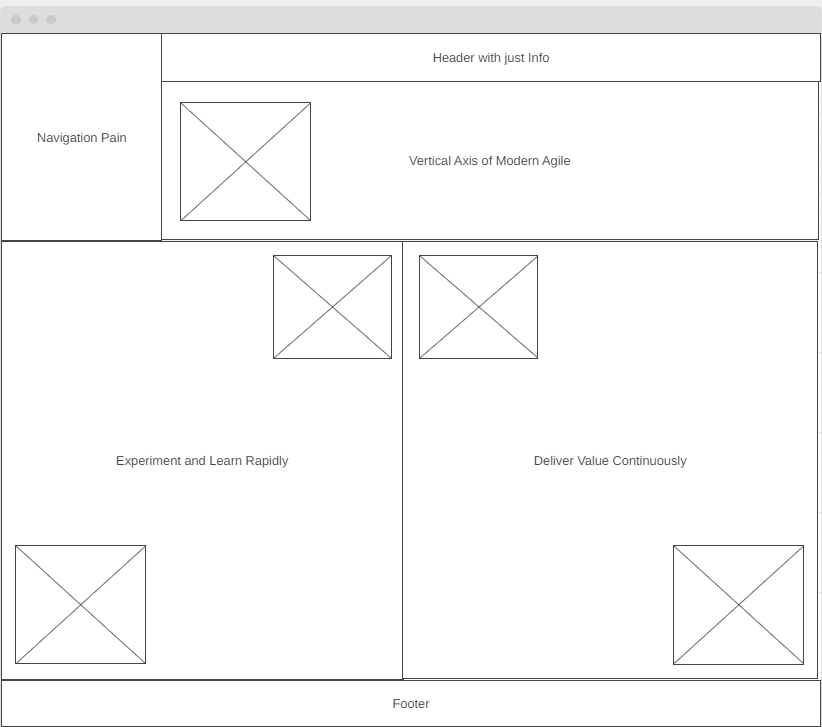 Header with just Info
Navigation Pain
Vertical Axis of Modern Agile
Experiment and Learn Rapidly
Deliver Value Continuously
Footer